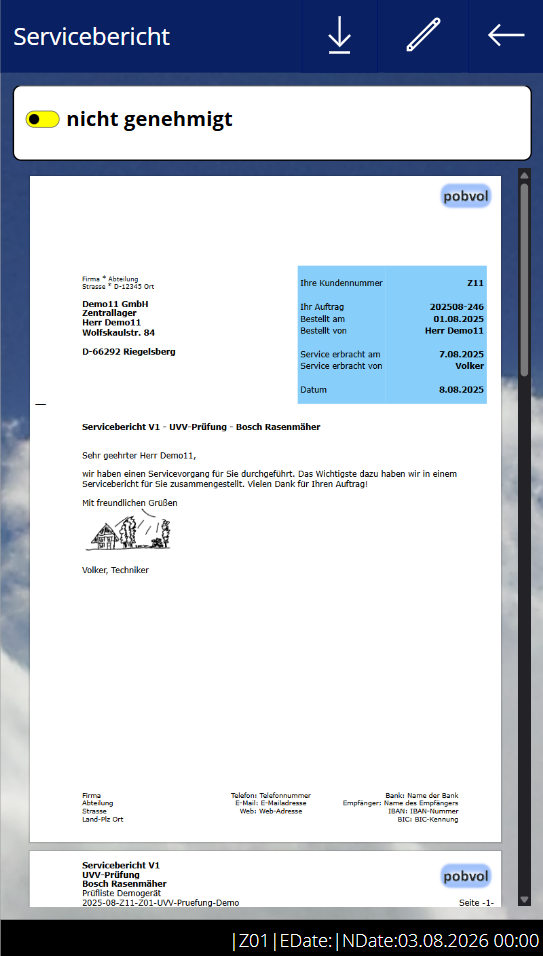 Servicebericht
nicht genehmigt
pobvol
Firma * Abteilung
Strasse * D-12345 Ort
Demo11 GmbH
Zentrallager
Herr Demo11
Wolfskaulstr. 84
D-66292 Riegelsberg
Ihre Kundennummer Z11
Ihr Auftrag 202508-246
Bestellt am 01.08.2025
Bestellt von Herr Demo11
Service erbracht am 7.08.2025
Service erbracht von Volker
Datum 8.08.2025
Servicebericht V1 - UVV-Prüfung - Bosch Rasenmäher
Sehr geehrter Herr Demo11,
wir haben einen Servicevorgang für Sie durchgeführt. Das Wichtigste dazu haben wir in einem
Servicebericht für Sie zusammengestellt. Vielen Dank für Ihren Auftrag!
Mit freundlichen Grüßen
Volker, Techniker
Firma Telefon: Telefonnummer Bank: Name der Bank
Abteilung E-Mail: E-Mailadresse Empfänger: Name des Empfängers
Strasse Web: Web-Adresse IBAN: IBAN-Nummer
Land-Plz Ort BIC: BIC-Kennung
Servicebericht V1
UVV-Prüfung
Bosch Rasenmäher
pobvol
Prüfliste Demogerät
2025-08-Z11-Z01-UVV-Pruefung-Demo Seite -1-
|Z01|EDate:|NDate:03.08.2026 00:00